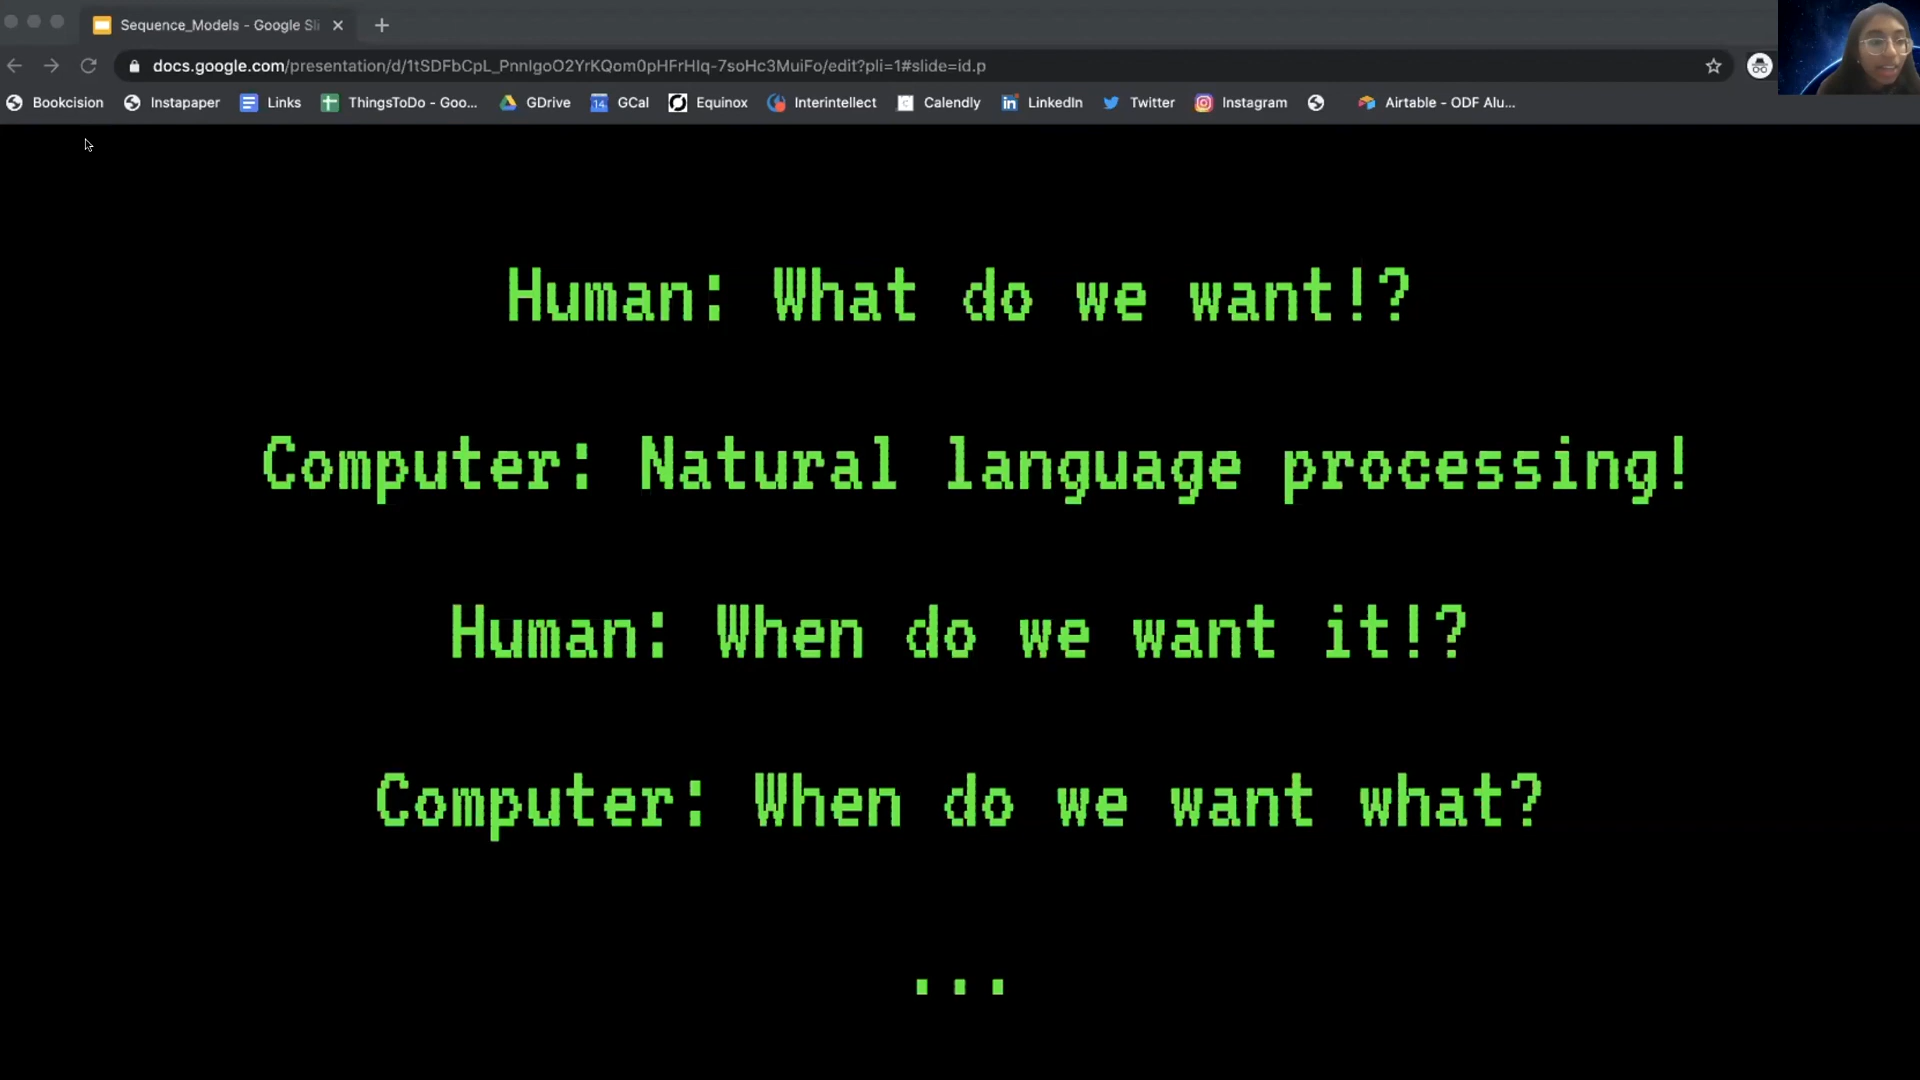 Sequence_Models - Google Sli
docs.google.com/presentation/d/1tSDFbCpL_PnnIgoO2YrKQom0pHFrHIq-7soHc3MuiFo/edit?pli=1#slide=id.p
Bookcision Instapaper Links ThingsToDo - Goo... GDrive 14 GCal Equinox Interintellect Calendly LinkedIn Twitter Instagram Airtable - ODF Alu...
Human: What do we want!?
Computer: Natural language processing!
Human: When do we want it!?
Computer: When do we want what?
...